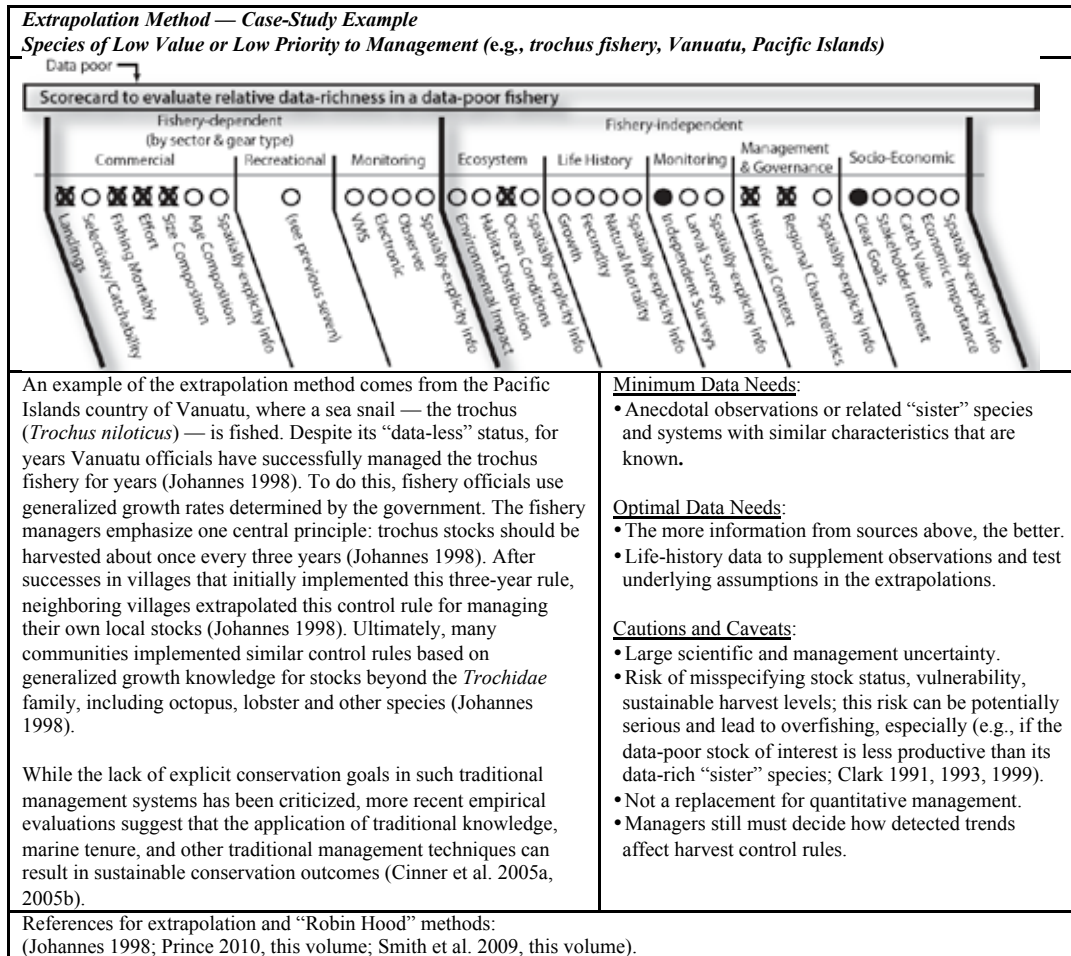 Extrapolation Method — Case-Study Example
Species of Low Value or Low Priority to Management (e.g., trochus fishery, Vanuatu, Pacific Islands)
Data poor
Scorecard to evaluate relative data-richness in a data-poor fishery
Fishery-dependent
(by sector & gear type)
Fishery-independent
Commercial
Recreational
Monitoring
Ecosystem
Life History
Monitoring
Management
& Governance
Socio-Economic
Landings
Selectivity/Catchability
Fishing Mortality
Effort
Size Composition
Age Composition
Spatially-explicity Info
(see previous seven)
VMS
Electronic
Observer
Spatially-explicity Info
Environmental Impact
Habitat Distribution
Ocean Conditions
Spatially-explicity Info
Growth
Fecundity
Natural Mortality
Spatially-explicity Info
Independent Surveys
Larval Surveys
Spatially-explicity Info
Historical Context
Regional Characteristics
Spatially-explicity Info
Clear Goals
Stakeholder Interest
Catch Value
Economic Importance
Spatially-explicity Info
An example of the extrapolation method comes from the Pacific
Islands country of Vanuatu, where a sea snail — the trochus
(Trochus niloticus) — is fished. Despite its “data-less” status, for
years Vanuatu officials have successfully managed the trochus
fishery for years (Johannes 1998). To do this, fishery officials use
generalized growth rates determined by the government. The fishery
managers emphasize one central principle: trochus stocks should be
harvested about once every three years (Johannes 1998). After
successes in villages that initially implemented this three-year rule,
neighboring villages extrapolated this control rule for managing
their own local stocks (Johannes 1998). Ultimately, many
communities implemented similar control rules based on
generalized growth knowledge for stocks beyond the Trochidae
family, including octopus, lobster and other species (Johannes
1998).
While the lack of explicit conservation goals in such traditional
management systems has been criticized, more recent empirical
evaluations suggest that the application of traditional knowledge,
marine tenure, and other traditional management techniques can
result in sustainable conservation outcomes (Cinner et al. 2005a,
2005b).
Minimum Data Needs:
• Anecdotal observations or related “sister” species
and systems with similar characteristics that are
known.
Optimal Data Needs:
• The more information from sources above, the better.
• Life-history data to supplement observations and test
underlying assumptions in the extrapolations.
Cautions and Caveats:
• Large scientific and management uncertainty.
• Risk of misspecifying stock status, vulnerability,
sustainable harvest levels; this risk can be potentially
serious and lead to overfishing, especially (e.g., if the
data-poor stock of interest is less productive than its
data-rich “sister” species; Clark 1991, 1993, 1999).
• Not a replacement for quantitative management.
• Managers still must decide how detected trends
affect harvest control rules.
References for extrapolation and “Robin Hood” methods:
(Johannes 1998; Prince 2010, this volume; Smith et al. 2009, this volume).